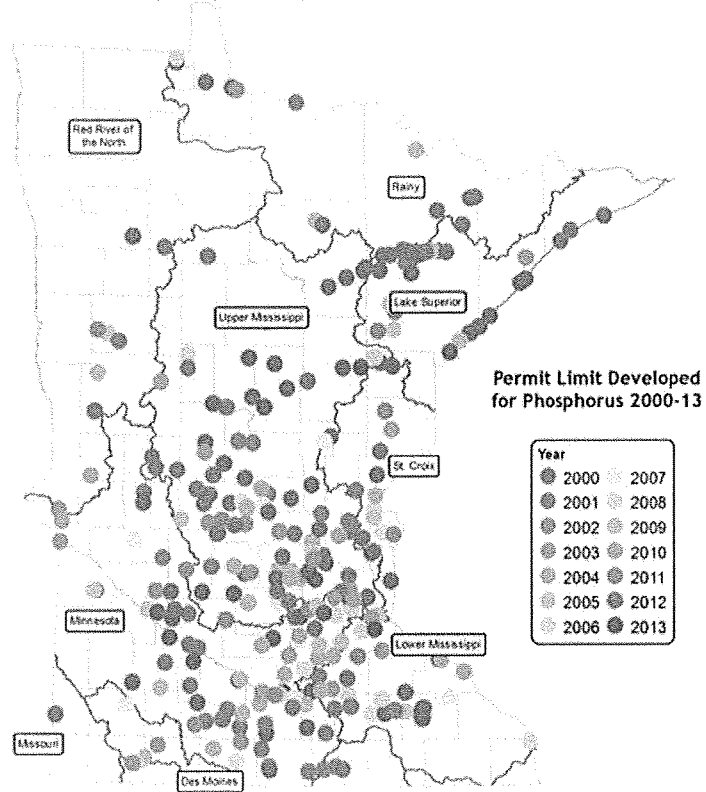 Red River of
the North
Rainy
Lake Superior
Upper Mississippi
Permit Limit Developed
for Phosphorus 2000-13
St. Croix
Year
2000 2007
2001 2008
2002 2009
2003 2010
2004 2011
2005 2012
2006 2013
Minnesota
Lower Mississippi
Missouri
Des Moines